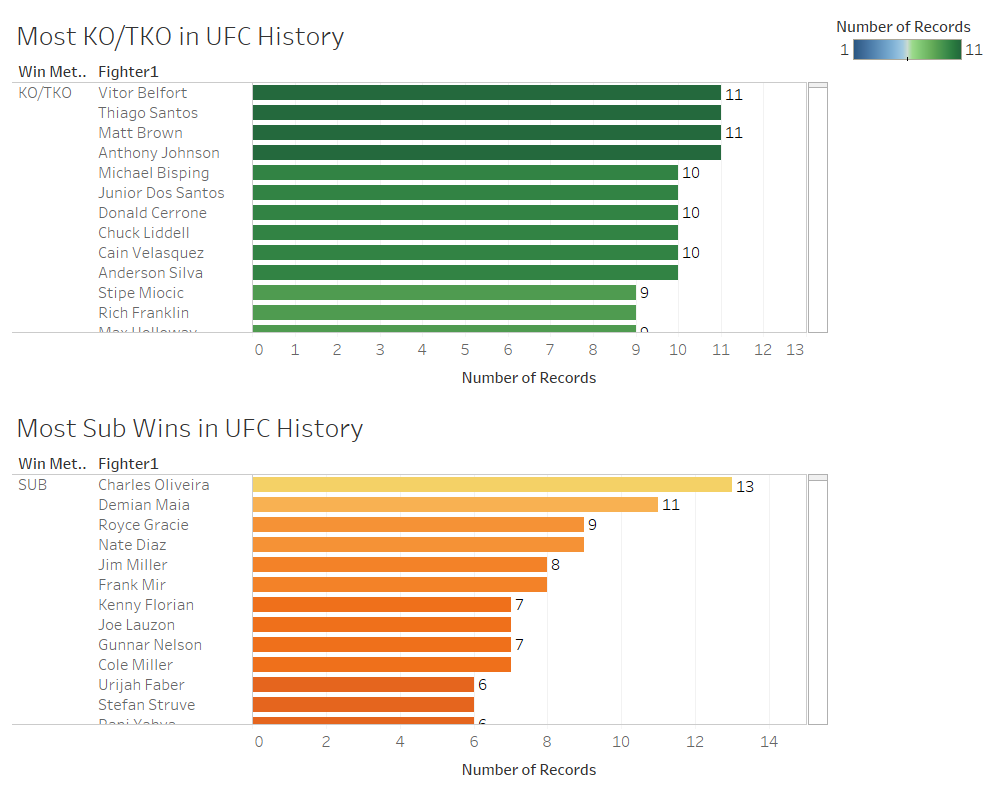 Most KO/TKO in UFC History
Number of Records
1 11
Win Met.. Fighter1
KO/TKO Vitor Belfort 11
Thiago Santos
Matt Brown 11
Anthony Johnson
Michael Bisping 10
Junior Dos Santos
Donald Cerrone 10
Chuck Liddell
Cain Velasquez 10
Anderson Silva
Stipe Miocic 9
Rich Franklin
Max Holloway 9
0 1 2 3 4 5 6 7 8 9 10 11 12 13
Number of Records
Most Sub Wins in UFC History
Win Met.. Fighter1
SUB Charles Oliveira 13
Demian Maia 11
Royce Gracie 9
Nate Diaz
Jim Miller 8
Frank Mir
Kenny Florian 7
Joe Lauzon
Gunnar Nelson 7
Cole Miller
Urijah Faber 6
Stefan Struve
Rani Yahya 6
0 2 4 6 8 10 12 14
Number of Records